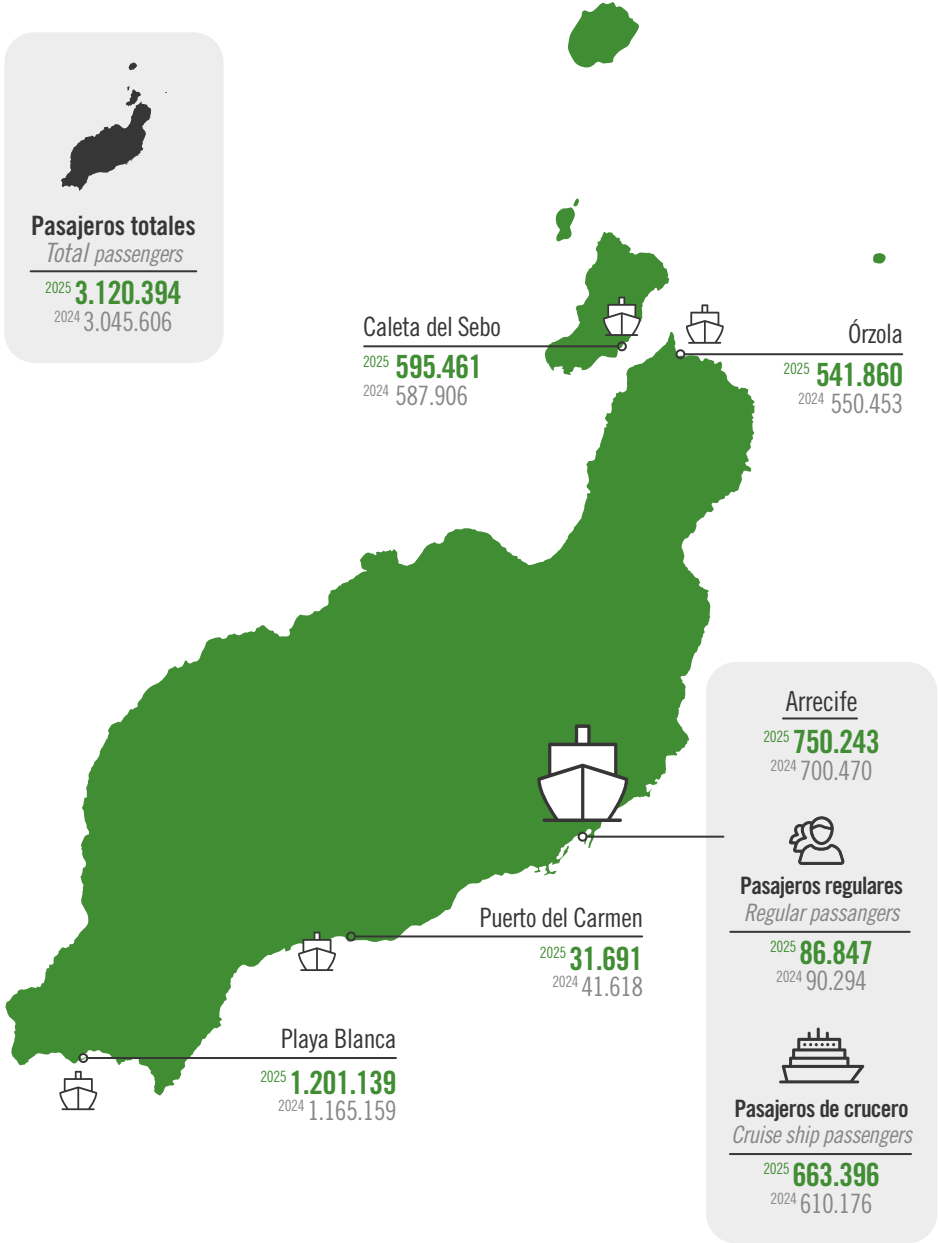 Pasajeros totales
Total passengers
2025 3.120.394
2024 3.045.606
Caleta del Sebo
2025 595.461
2024 587.906
Órzola
2025 541.860
2024 550.453
Arrecife
2025 750.243
2024 700.470
Pasajeros regulares
Regular passangers
2025 86.847
2024 90.294
Pasajeros de crucero
Cruise ship passengers
2025 663.396
2024 610.176
Puerto del Carmen
2025 31.691
2024 41.618
Playa Blanca
2025 1.201.139
2024 1.165.159